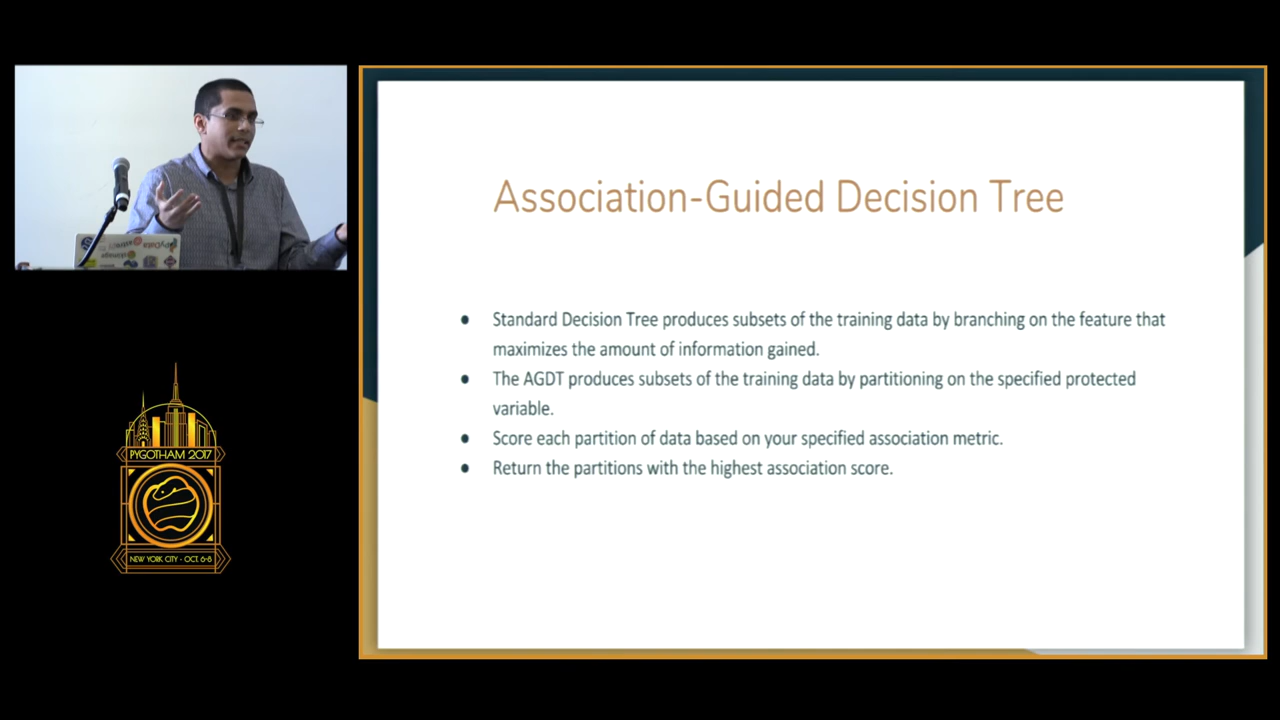 Association-Guided Decision Tree
● Standard Decision Tree produces subsets of the training data by branching on the feature that
maximizes the amount of information gained.
● The AGDT produces subsets of the training data by partitioning on the specified protected
variable.
● Score each partition of data based on your specified association metric.
● Return the partitions with the highest association score.
PYGOTHAM 2017
NEW YORK CITY - OCT. 6-8